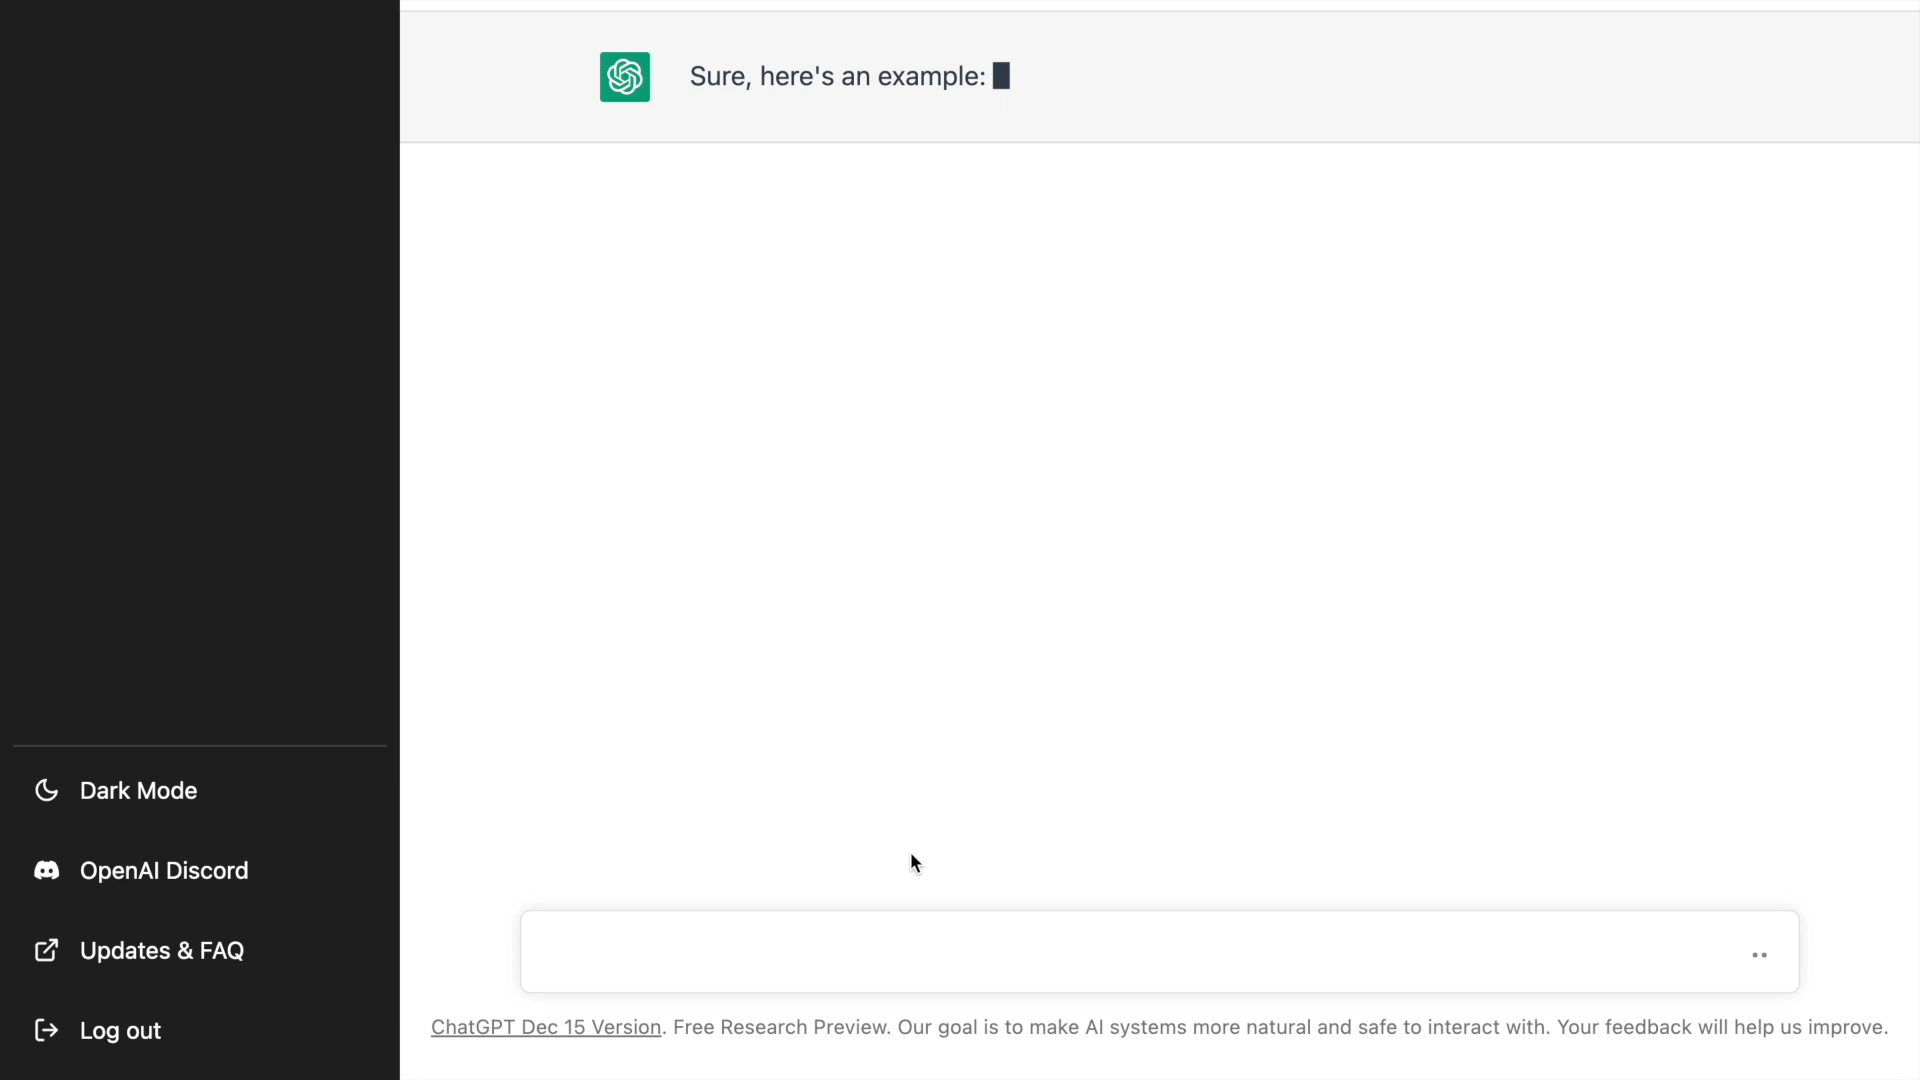 Sure, here's an example:
Dark Mode
OpenAI Discord
Updates & FAQ
Log out
ChatGPT Dec 15 Version. Free Research Preview. Our goal is to make AI systems more natural and safe to interact with. Your feedback will help us improve.